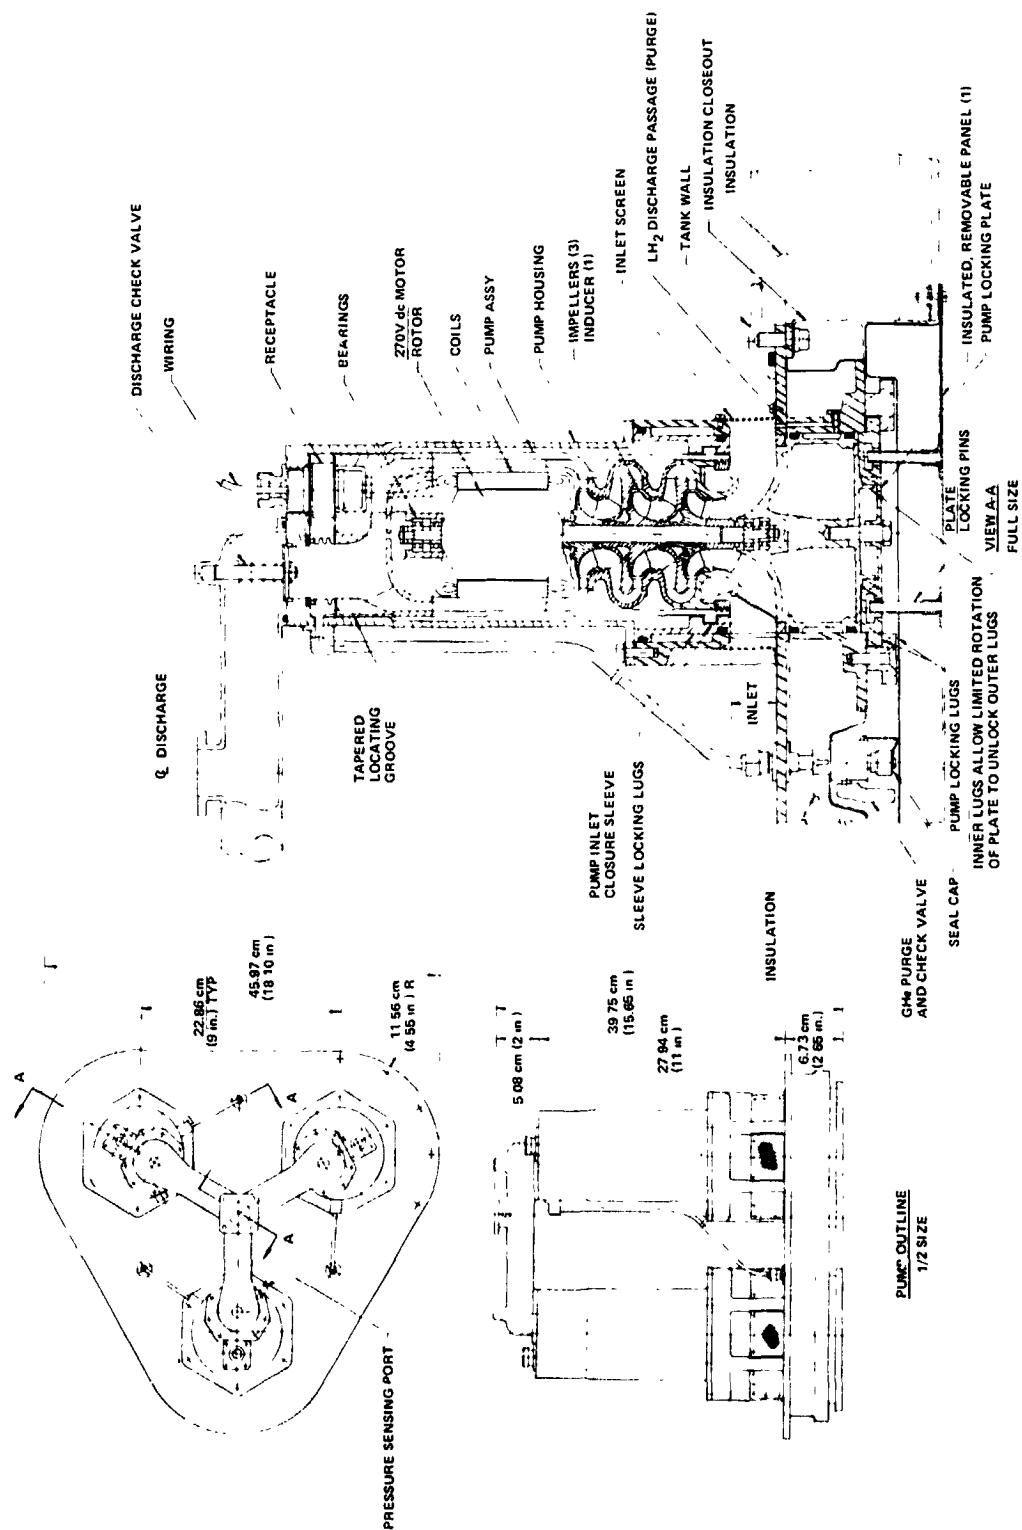 DISCHARGE CHECK VALVE
WIRING
RECEPTACLE
BEARINGS
270V dc MOTOR
ROTOR
COILS
PUMP ASSY
PUMP HOUSING
IMPELLERS (3)
INDUCER (1)
INLET SCREEN
LH2 DISCHARGE PASSAGE (PURGE)
TANK WALL
INSULATION CLOSEOUT
INSULATION
INSULATED, REMOVABLE PANEL (1)
PUMP LOCKING PLATE
PLATE
LOCKING PINS
VIEW A-A
FULL SIZE
℄ DISCHARGE
TAPERED
LOCATING
GROOVE
PUMP INLET
CLOSURE SLEEVE
SLEEVE LOCKING LUGS
INLET
INSULATION
GHe PURGE
AND CHECK VALVE
SEAL CAP
PUMP LOCKING LUGS
INNER LUGS ALLOW LIMITED ROTATION
OF PLATE TO UNLOCK OUTER LUGS
22.86 cm
(9 in.) TYP
45.97 cm
(18 10 in)
11 56 cm
(4 55 in) R
A
A
A
PRESSURE SENSING PORT
5 08 cm (2 in)
39 75 cm
(15.65 in)
27 94 cm
(11 in)
6.73 cm
(2 65 in.)
PUMP OUTLINE
1/2 SIZE